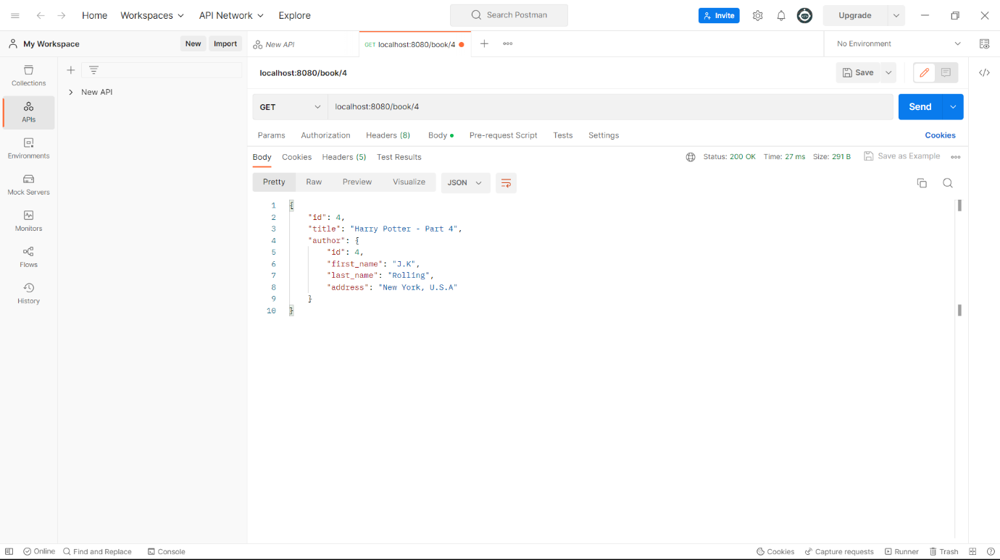 Home Workspaces API Network Explore Search Postman Invite Upgrade
My Workspace New Import New API GET localhost:8080/book/4 No Environment
Collections
APIs
Environments
Mock Servers
Monitors
Flows
History
New API
localhost:8080/book/4 Save
GET localhost:8080/book/4 Send
Params Authorization Headers (8) Body Pre-request Script Tests Settings Cookies
Body Cookies Headers (5) Test Results Status: 200 OK Time: 27 ms Size: 291 B Save as Example
Pretty Raw Preview Visualize JSON
1 {
2 "id": 4,
3 "title": "Harry Potter - Part 4",
4 "author": {
5 "id": 4,
6 "first_name": "J.K",
7 "last_name": "Rolling",
8 "address": "New York, U.S.A"
9 }
10 }
Online Find and Replace Console Cookies Capture requests Runner Trash